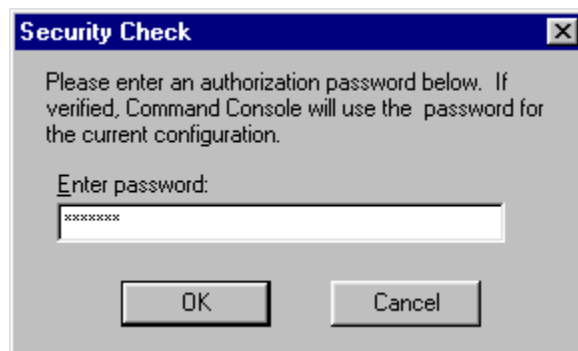 Security Check
Please enter an authorization password below.  If
verified, Command Console will use the  password for
the current configuration.
Enter password:
xxxxxxx
OK
Cancel